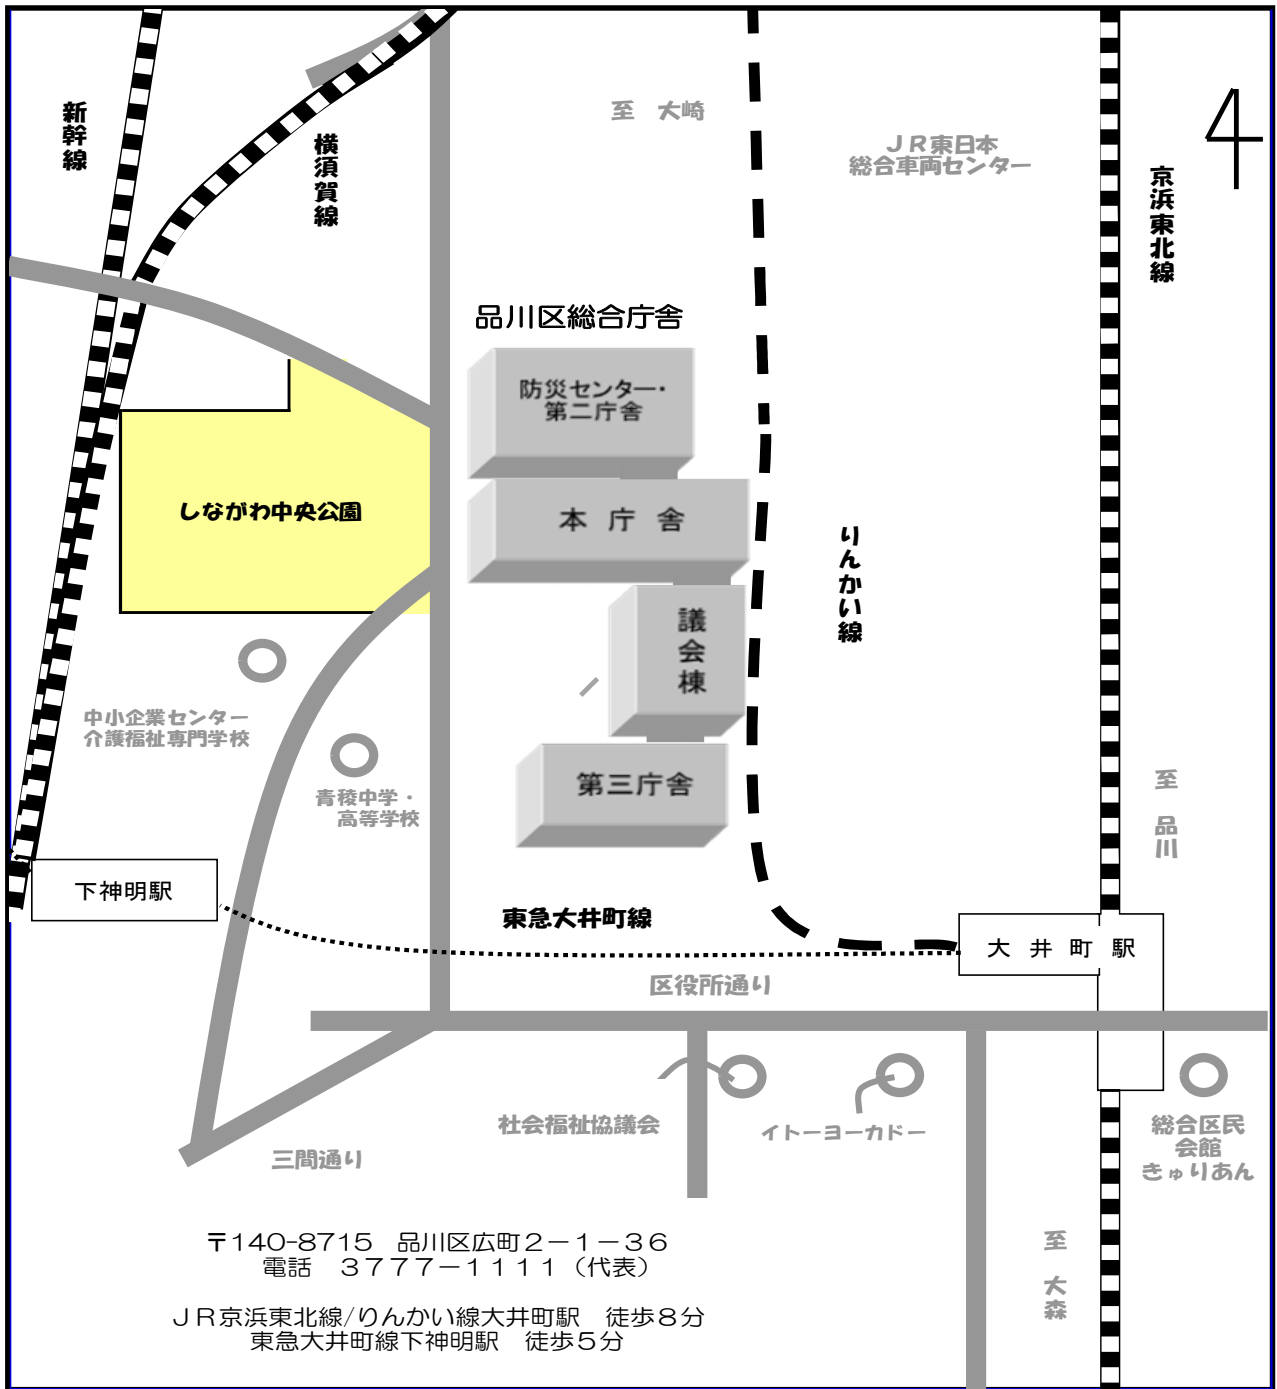 新幹線
横須賀線
至　大崎
ＪＲ東日本
総合車両センター
京浜東北線
品川区総合庁舎
防災センター・
第二庁舎
しながわ中央公園
本庁舎
りんかい線
議会棟
中小企業センター
介護福祉専門学校
青稜中学・
高等学校
第三庁舎
至　品川
下神明駅
東急大井町線
大井町駅
区役所通り
社会福祉協議会
イトーヨーカドー
総合区民
会館
きゅりあん
三間通り
至　大森
〒140-8715　品川区広町２－１－３６
電話　３７７７－１１１１（代表）
ＪＲ京浜東北線/りんかい線大井町駅　徒歩８分
東急大井町線下神明駅　徒歩５分